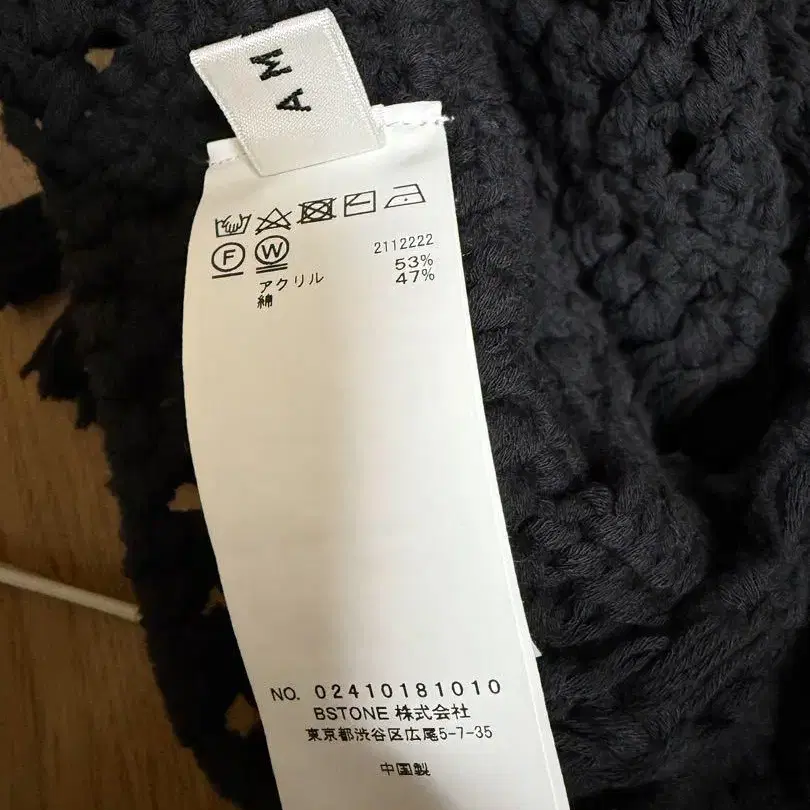 AM
F W
2112222
アクリル 53%
綿 47%
NO. 02410181010
BSTONE 株式会社
東京都渋谷区広尾5-7-35
中国製